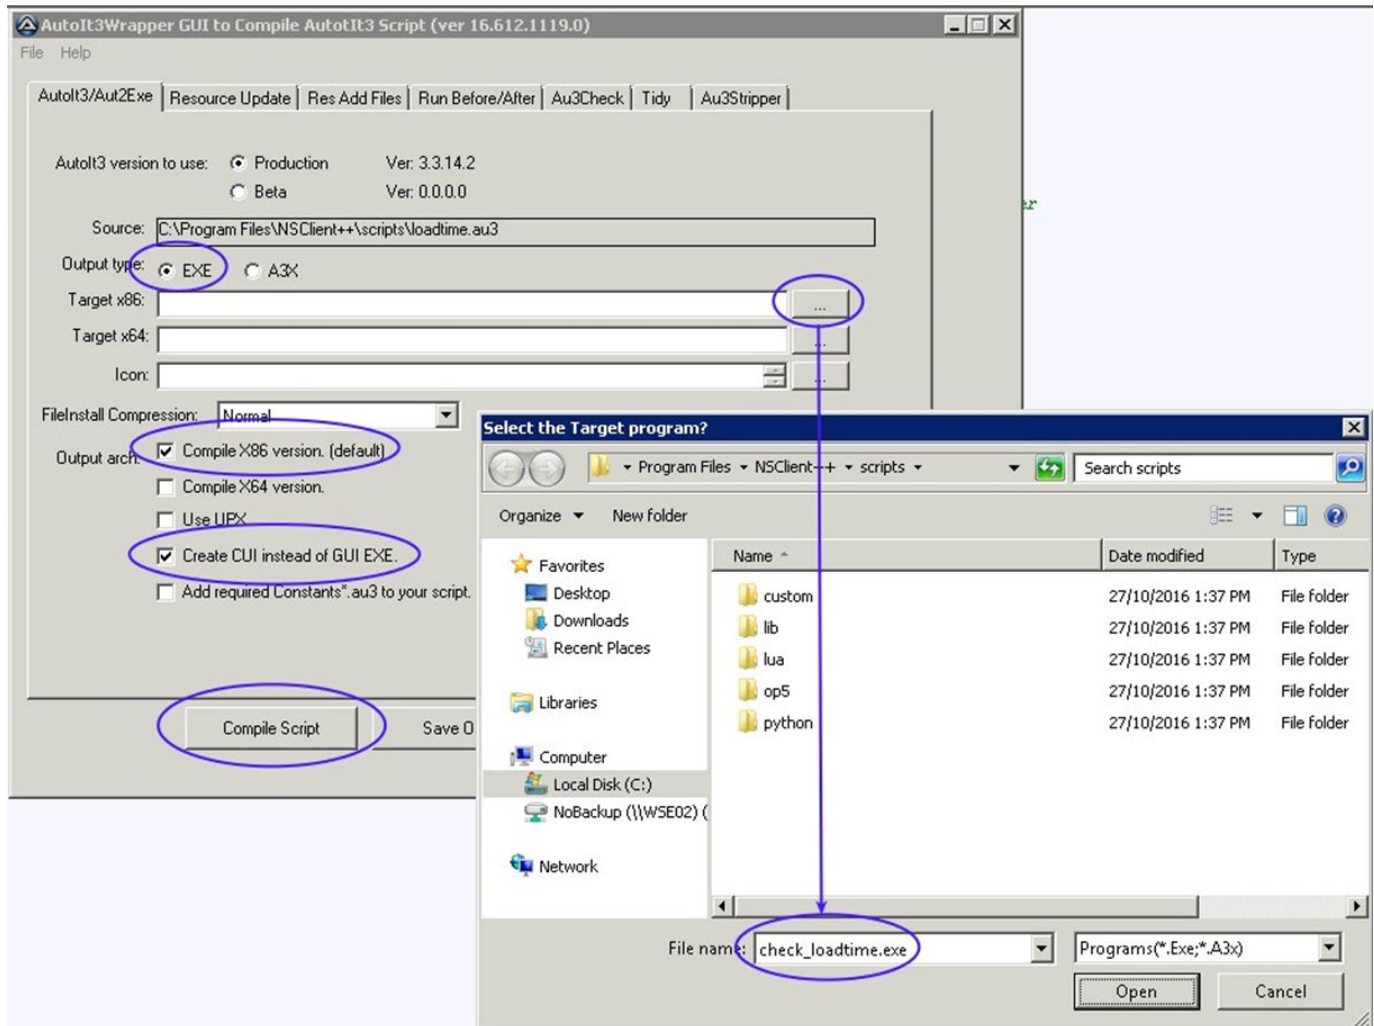 AutoIt3Wrapper GUI to Compile AutotIt3 Script (ver 16.612.1119.0)
File Help
AutoIt3/Aut2Exe Resource Update Res Add Files Run Before/After Au3Check Tidy Au3Stripper
AutoIt3 version to use: Production Ver: 3.3.14.2
Beta Ver: 0.0.0.0
er
Source: C:\Program Files\NSClient++\scripts\loadtime.au3
Output type: EXE A3X
Target x86: ...
Target x64: ...
Icon: ...
FileInstall Compression: Normal
Output arch: Compile X86 version. (default)
Compile X64 version.
Use UPX
Create CUI instead of GUI EXE.
Add required Constants*.au3 to your script.
Compile Script Save O
Select the Target program?
Program Files NSClient++ scripts Search scripts
Organize New folder
Name Date modified Type
Favorites
Desktop
Downloads
Recent Places
Libraries
Computer
Local Disk (C:)
NoBackup (\\WSE02) (
Network
custom 27/10/2016 1:37 PM File folder
lib 27/10/2016 1:37 PM File folder
lua 27/10/2016 1:37 PM File folder
op5 27/10/2016 1:37 PM File folder
python 27/10/2016 1:37 PM File folder
File name: check_loadtime.exe Programs(*.Exe;*.A3x)
Open Cancel